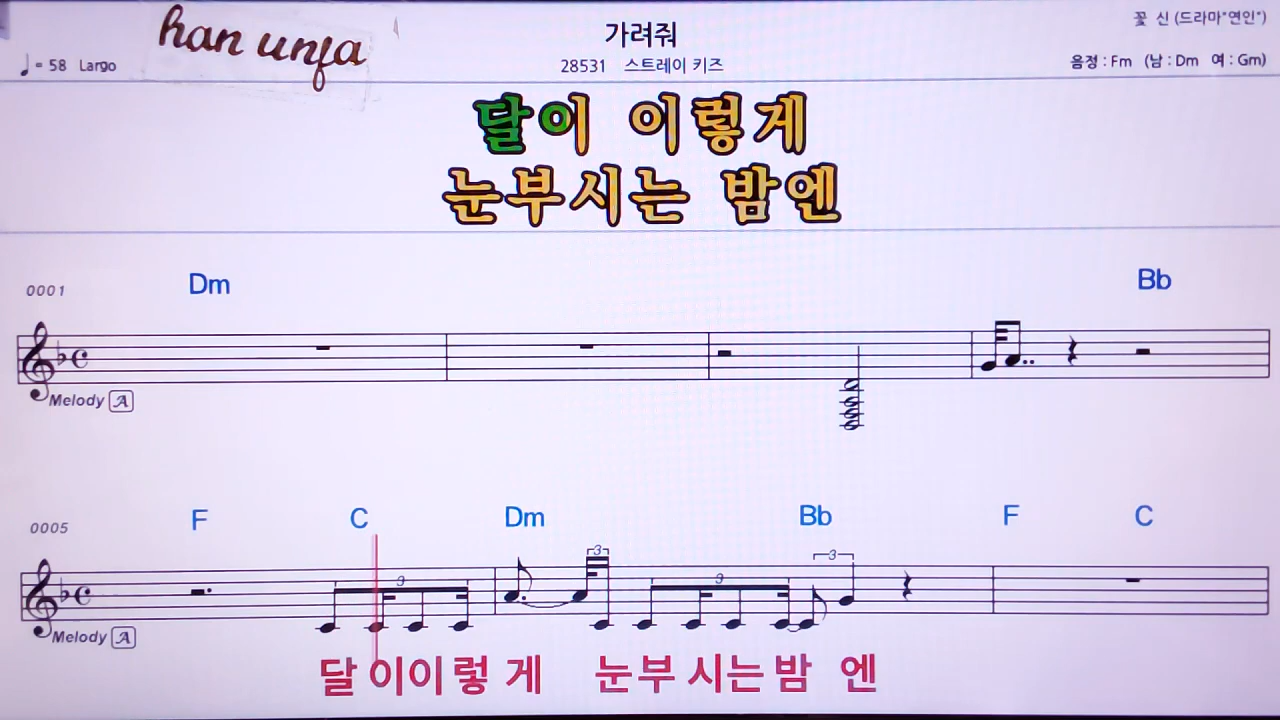 han unfa
가려줘
꽃 신 (드라마"연인")
♩= 58 Largo
28531 스트레이 키즈
음정 : Fm (남 : Dm 여 : Gm)
달이 이렇게
눈부시는 밤엔
0001 Dm Bb
Melody A
0005 F C Dm Bb F C
9 3 9 3
Melody A
달 이이 렇 게 눈부 시는 밤 엔